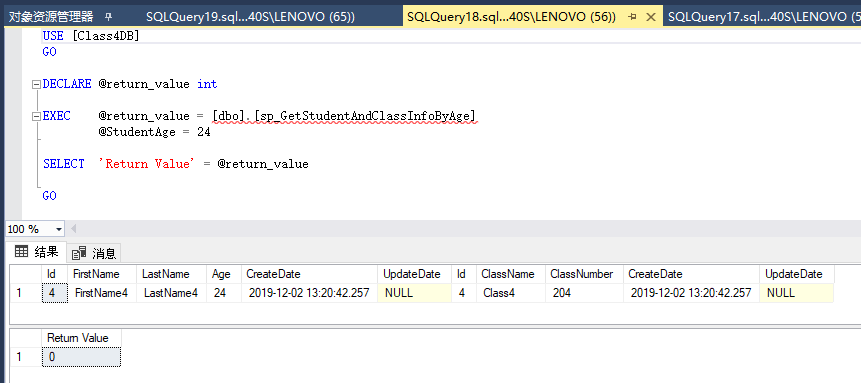 对象资源管理器
SQLQuery19.sql...40S\LENOVO (65))
SQLQuery18.sql...40S\LENOVO (56))
SQLQuery17.sql...40S\LENOVO (5
USE [Class4DB]
GO
DECLARE @return_value int
EXEC @return_value = [dbo].[sp_GetStudentAndClassInfoByAge]
@StudentAge = 24
SELECT 'Return Value' = @return_value
GO
100 %
结果 消息
Id FirstName LastName Age CreateDate UpdateDate Id ClassName ClassNumber CreateDate UpdateDate
1 4 FirstName4 LastName4 24 2019-12-02 13:20:42.257 NULL 4 Class4 204 2019-12-02 13:20:42.257 NULL
Return Value
1 0